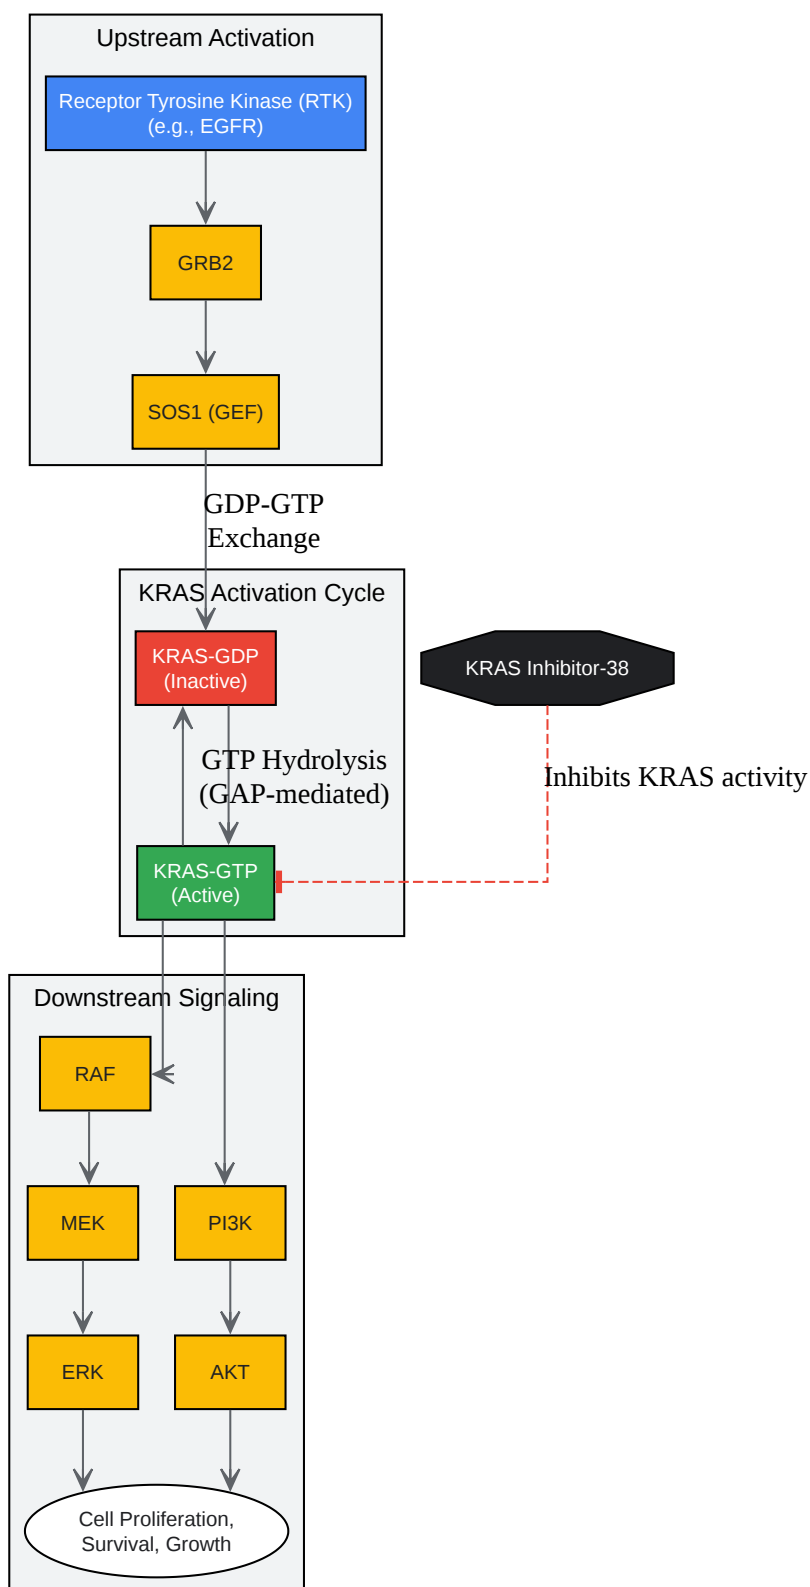 Upstream Activation
Receptor Tyrosine Kinase (RTK)
(e.g., EGFR)
GRB2
SOS1 (GEF)
GDP-GTP
Exchange
KRAS Activation Cycle
KRAS-GDP
(Inactive)
KRAS Inhibitor-38
GTP Hydrolysis
(GAP-mediated)
Inhibits KRAS activity
KRAS-GTP
(Active)
Downstream Signaling
RAF
MEK
PI3K
ERK
AKT
Cell Proliferation,
Survival, Growth